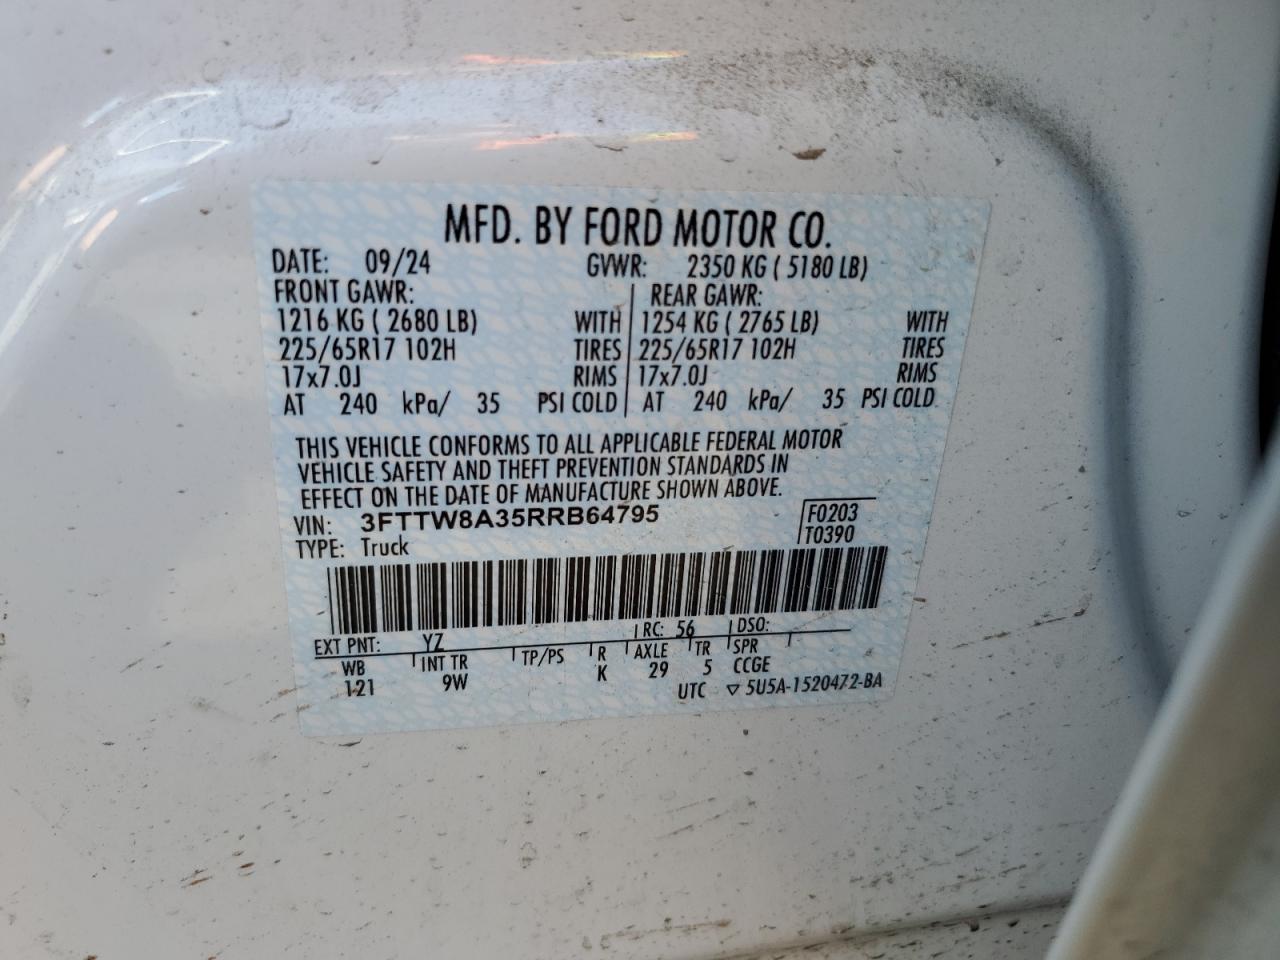 MFD. BY FORD MOTOR CO.
DATE: 09/24 GVWR: 2350 KG ( 5180 LB)
FRONT GAWR: REAR GAWR:
1216 KG ( 2680 LB) WITH 1254 KG ( 2765 LB) WITH
225/65R17 102H TIRES 225/65R17 102H TIRES
17x7.0J RIMS 17x7.0J RIMS
AT 240 kPa/ 35 PSI COLD AT 240 kPa/ 35 PSI COLD
THIS VEHICLE CONFORMS TO ALL APPLICABLE FEDERAL MOTOR
VEHICLE SAFETY AND THEFT PREVENTION STANDARDS IN
EFFECT ON THE DATE OF MANUFACTURE SHOWN ABOVE.
VIN: 3FTTW8A35RRB64795 F0203
TYPE: Truck T0390
EXT PNT: YZ RC: 56 DSO:
WB INT TR TP/PS R AXLE TR SPR
121 9W K 29 5 CCGE
UTC ▽ 5U5A-1520472-BA